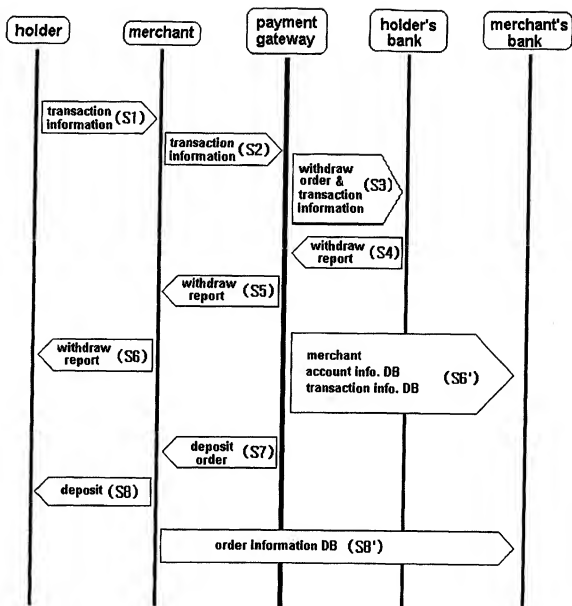 holder
merchant
payment
gateway
holder's
bank
merchant's
bank
transaction
information (S1)
transaction
information (S2)
withdraw
order & (S3)
transaction
information
withdraw
report (S4)
withdraw
report (S5)
withdraw
report (S6)
merchant
account info. DB (S6')
transaction info. DB
deposit
order (S7)
deposit (S8)
order Information DB (S8')